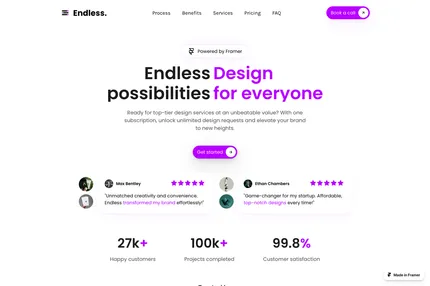 Endless.
Process Benefits Services Pricing FAQ
Book a call
Powered by Framer
Endless Design
possibilities for everyone
Ready for top-tier design services at an unbeatable value? With one
subscription, unlock unlimited design requests and elevate your brand
to new heights.
Get started
Max Bentley
"Unmatched creativity and convenience.
Endless transformed my brand effortlessly!"
Ethan Chambers
"Game-changer for my startup. Affordable,
top-notch designs every time!"
27k+ 100k+ 99.8%
Happy customers Projects completed Customer satisfaction
Made in Framer